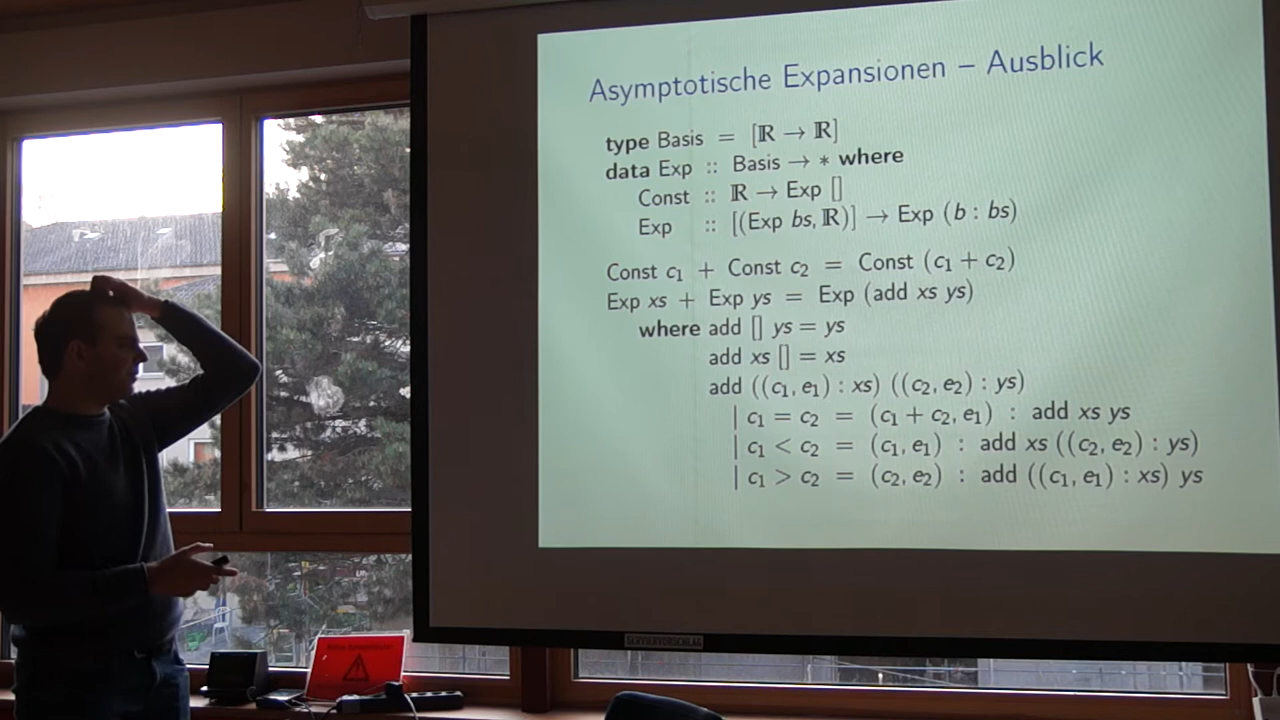 Asymptotische Expansionen – Ausblick
type Basis = [ℝ → ℝ]
data Exp :: Basis → * where
Const :: ℝ → Exp []
Exp :: [(Exp bs, ℝ)] → Exp (b : bs)
Const c₁ + Const c₂ = Const (c₁ + c₂)
Exp xs + Exp ys = Exp (add xs ys)
where add [] ys = ys
add xs [] = xs
add ((c₁, e₁) : xs) ((c₂, e₂) : ys)
| c₁ = c₂ = (c₁ + c₂, e₁) : add xs ys
| c₁ < c₂ = (c₁, e₁) : add xs ((c₂, e₂) : ys)
| c₁ > c₂ = (c₂, e₂) : add ((c₁, e₁) : xs) ys
SERVIERVORSCHLAG